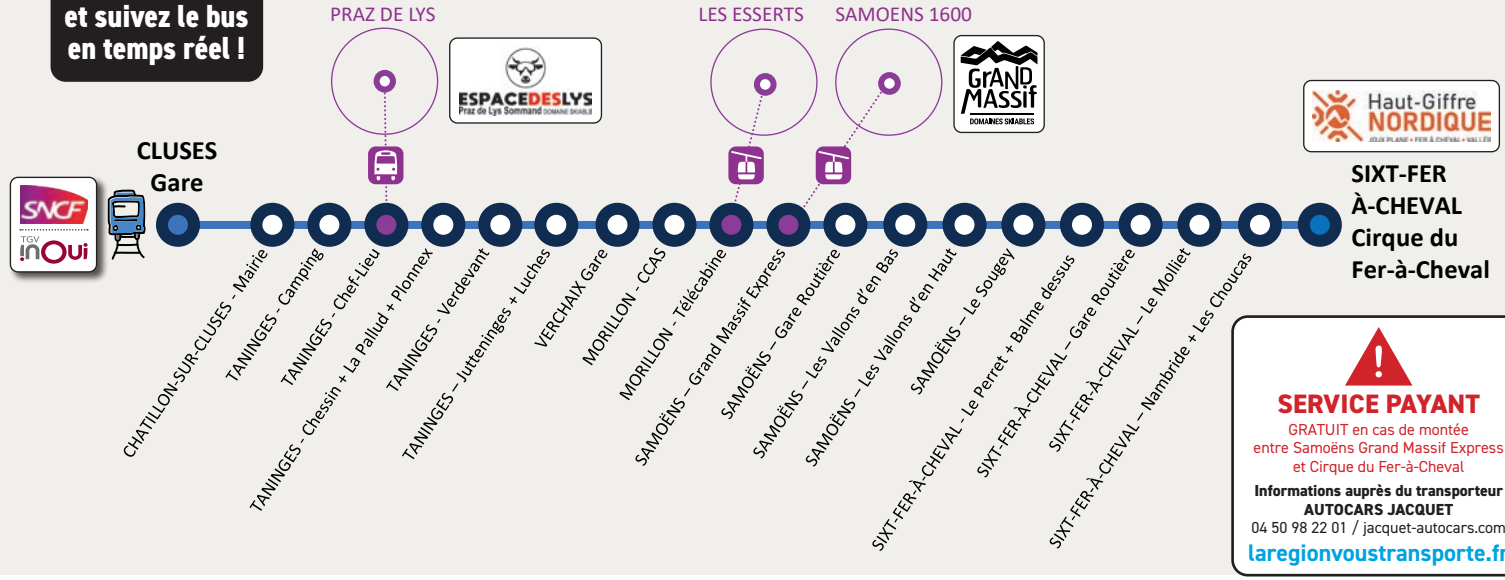 et suivez le bus
en temps réel !
PRAZ DE LYS
LES ESSERTS
SAMOENS 1600
ESPACEDESLYS
Praz de Lys Sommand DOMAINE SKIABLE
GRAND
MASSIF
DOMAINES SKIABLES
Haut-Giffre
NORDIQUE
JOUX PLANE • FER À CHEVAL • VALLÉE
SNCF
TGV
inOui
CLUSES
Gare
SIXT-FER
À-CHEVAL
Cirque du
Fer-à-Cheval
CHATILLON-SUR-CLUSES - Mairie
TANINGES - Camping
TANINGES - Chef-Lieu
TANINGES - Chessin + La Pallud + Plonnex
TANINGES - Verdevant
TANINGES – Jutteninges + Luches
VERCHAIX Gare
MORILLON - CCAS
MORILLON - Télécabine
SAMOËNS – Grand Massif Express
SAMOËNS – Gare Routière
SAMOËNS – Les Vallons d'en Bas
SAMOËNS – Les Vallons d'en Haut
SAMOËNS – Le Sougey
SIXT-FER-À-CHEVAL - Le Perret + Balme dessus
SIXT-FER-À-CHEVAL – Gare Routière
SIXT-FER-À-CHEVAL – Le Molliet
SIXT-FER-À-CHEVAL – Nambride + Les Choucas
!
SERVICE PAYANT
GRATUIT en cas de montée
entre Samoëns Grand Massif Express
et Cirque du Fer-à-Cheval
Informations auprès du transporteur
AUTOCARS JACQUET
04 50 98 22 01 / jacquet-autocars.com
laregionvoustransporte.fr